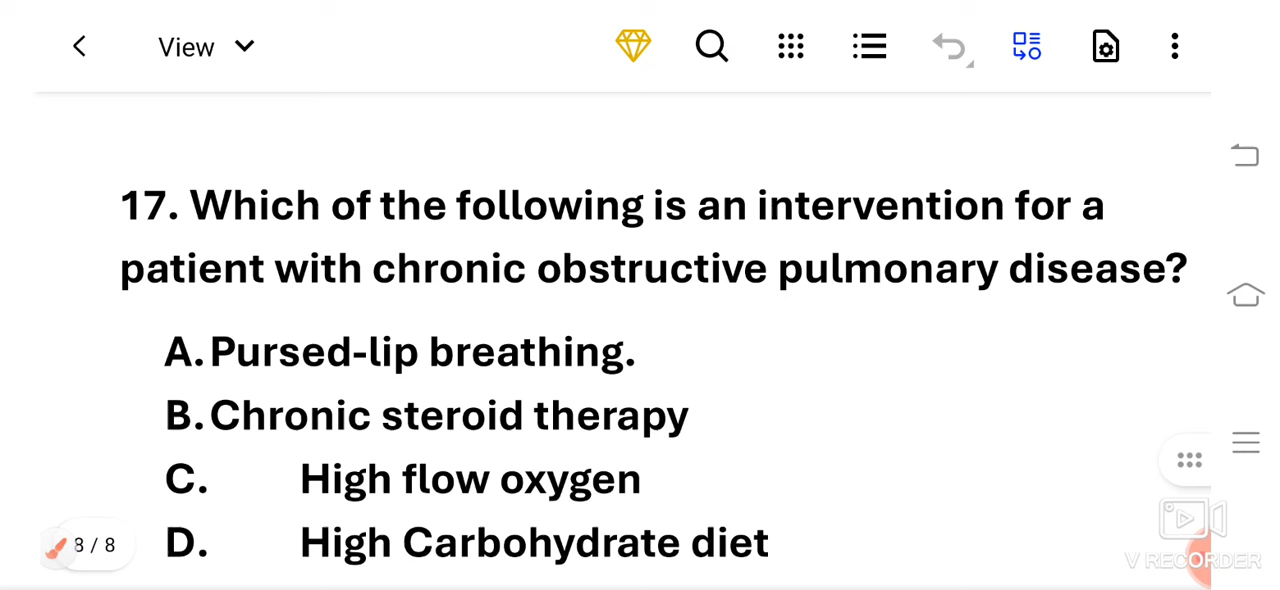 View
17. Which of the following is an intervention for a
patient with chronic obstructive pulmonary disease?
A. Pursed-lip breathing.
B. Chronic steroid therapy
C. High flow oxygen
8 / 8
D. High Carbohydrate diet
V RECORDER